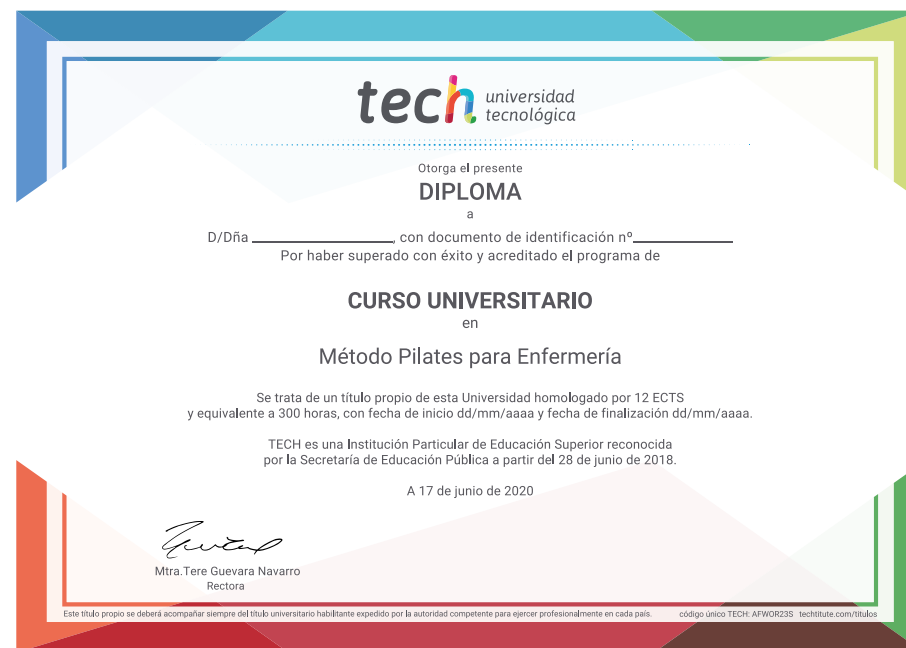 tech universidad
tecnológica
Otorga el presente
DIPLOMA
a
D/Dña ____________, con documento de identificación nº____________
Por haber superado con éxito y acreditado el programa de
CURSO UNIVERSITARIO
en
Método Pilates para Enfermería
Se trata de un título propio de esta Universidad homologado por 12 ECTS
y equivalente a 300 horas, con fecha de inicio dd/mm/aaaa y fecha de finalización dd/mm/aaaa.
TECH es una Institución Particular de Educación Superior reconocida
por la Secretaría de Educación Pública a partir del 28 de junio de 2018.
A 17 de junio de 2020
Mtra.Tere Guevara Navarro
Rectora
Este título propio se deberá acompañar siempre del título universitario habilitante expedido por la autoridad competente para ejercer profesionalmente en cada país. código único TECH: AFWOR23S techtitute.com/titulos